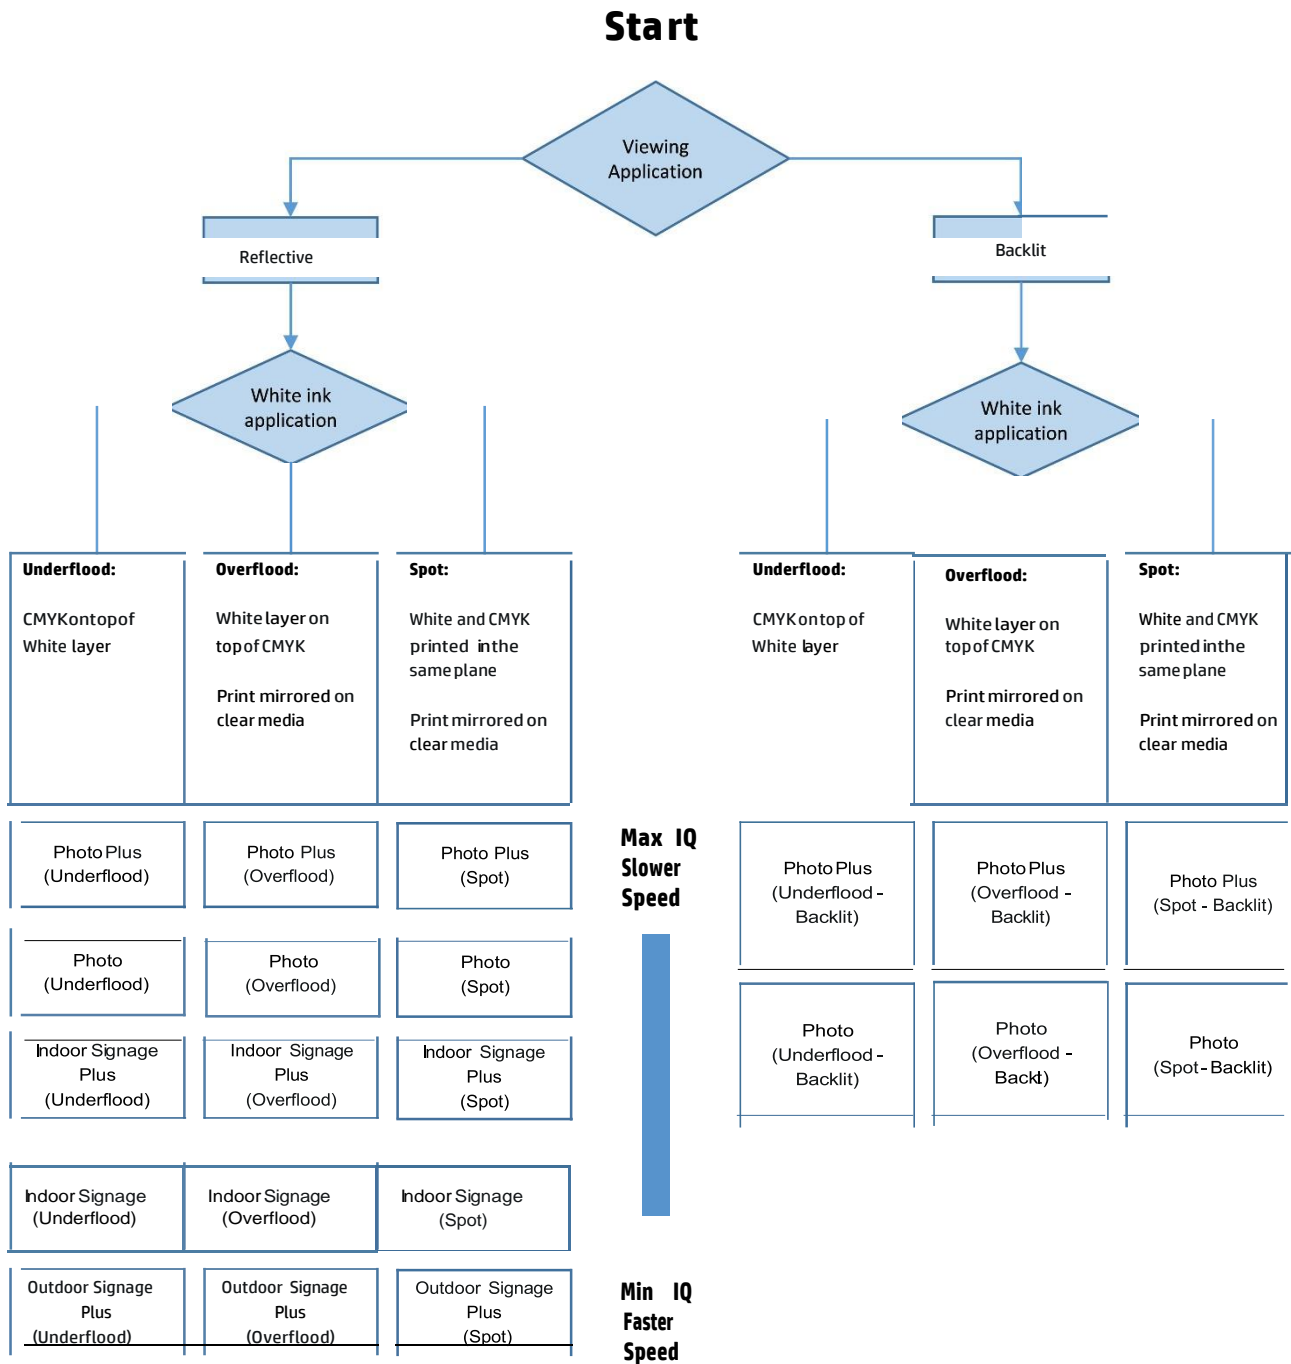 Start
Viewing
Application
Reflective
Backlit
White ink
application
White ink
application
Underflood:
CMYK on top of
White layer
Overflood:
White layer on
top of CMYK
Print mirrored on
clear media
Spot:
White and CMYK
printed in the
same plane
Print mirrored on
clear media
Underflood:
CMYK on top of
White layer
Overflood:
White layer on
top of CMYK
Print mirrored on
clear media
Spot:
White and CMYK
printed in the
same plane
Print mirrored on
clear media
Photo Plus
(Underflood)
Photo Plus
(Overflood)
Photo Plus
(Spot)
Max IQ
Slower
Speed
Photo Plus
(Underflood -
Backlit)
Photo Plus
(Overflood -
Backlit)
Photo Plus
(Spot - Backlit)
Photo
(Underflood)
Photo
(Overflood)
Photo
(Spot)
Photo
(Underflood -
Backlit)
Photo
(Overflood -
Backlit)
Photo
(Spot - Backlit)
Indoor Signage
Plus
(Underflood)
Indoor Signage
Plus
(Overflood)
Indoor Signage
Plus
(Spot)
Indoor Signage
(Underflood)
Indoor Signage
(Overflood)
Indoor Signage
(Spot)
Outdoor Signage
Plus
(Underflood)
Outdoor Signage
Plus
(Overflood)
Outdoor Signage
Plus
(Spot)
Min IQ
Faster
Speed